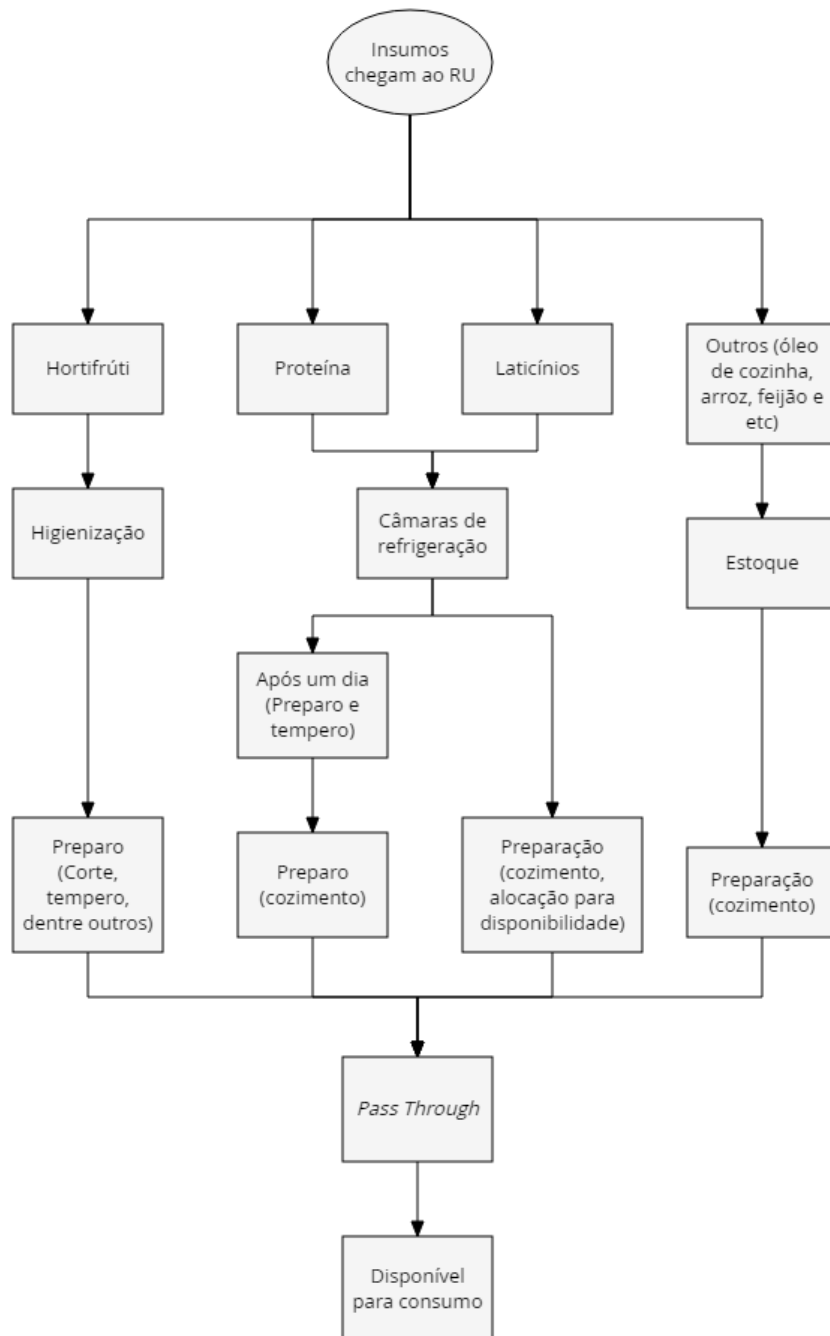 Insumos
chegam ao RU
Hortifrúti
Proteína
Laticínios
Outros (óleo
de cozinha,
arroz, feijão e
etc)
Higienização
Câmaras de
refrigeração
Estoque
Após um dia
(Preparo e
tempero)
Preparo
(Corte,
tempero,
dentre outros)
Preparo
(cozimento)
Preparação
(cozimento,
alocação para
disponibilidade)
Preparação
(cozimento)
Pass Through
Disponível
para consumo